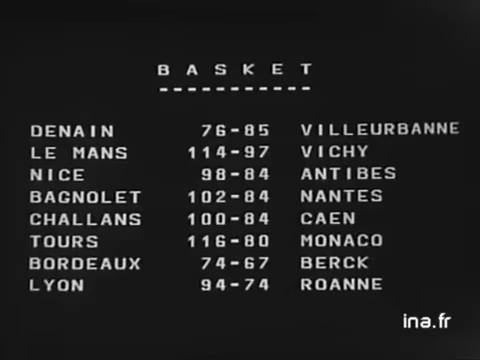 B A S K E T
-----------
DENAIN 76-85 VILLEURBANNE
LE MANS 114-97 VICHY
NICE 98-84 ANTIBES
BAGNOLET 102-84 NANTES
CHALLANS 100-84 CAEN
TOURS 116-80 MONACO
BORDEAUX 74-67 BERCK
LYON 94-74 ROANNE
ina.fr